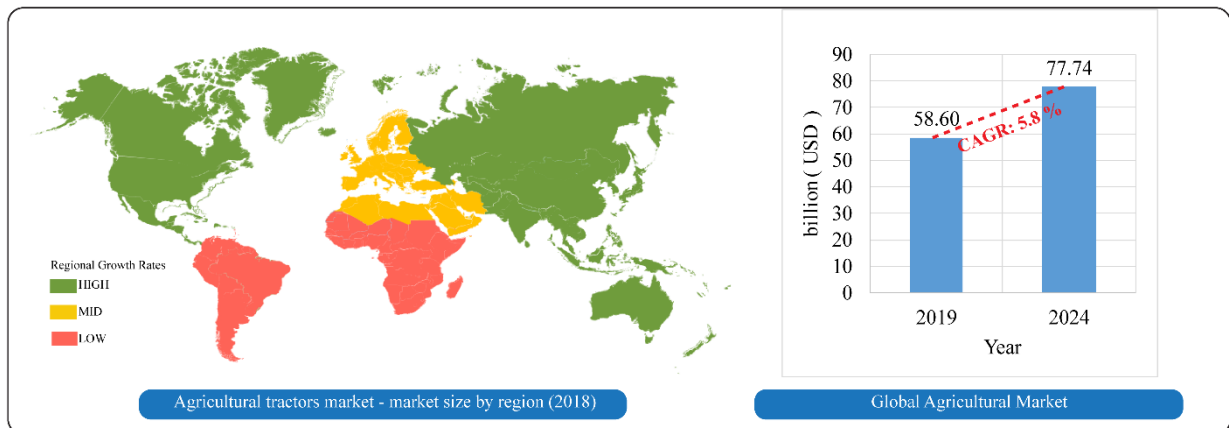 Regional Growth Rates
HIGH
MID
LOW
Agricultural tractors market - market size by region (2018)
90
80
70
60
50
40
30
20
10
0
billion ( USD )
58.60
77.74
CAGR: 5.8 %
2019
2024
Year
Global Agricultural Market